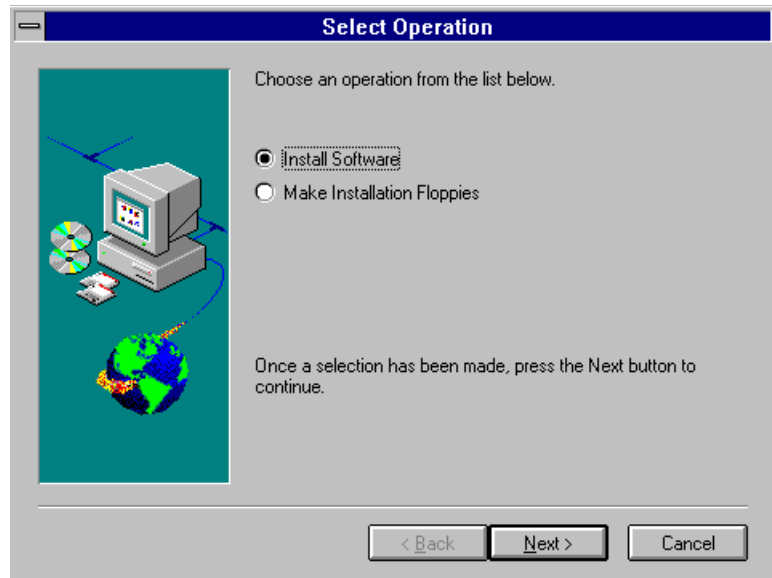 Select Operation
Choose an operation from the list below.
Install Software
Make Installation Floppies
Once a selection has been made, press the Next button to
continue.
< Back
Next >
Cancel